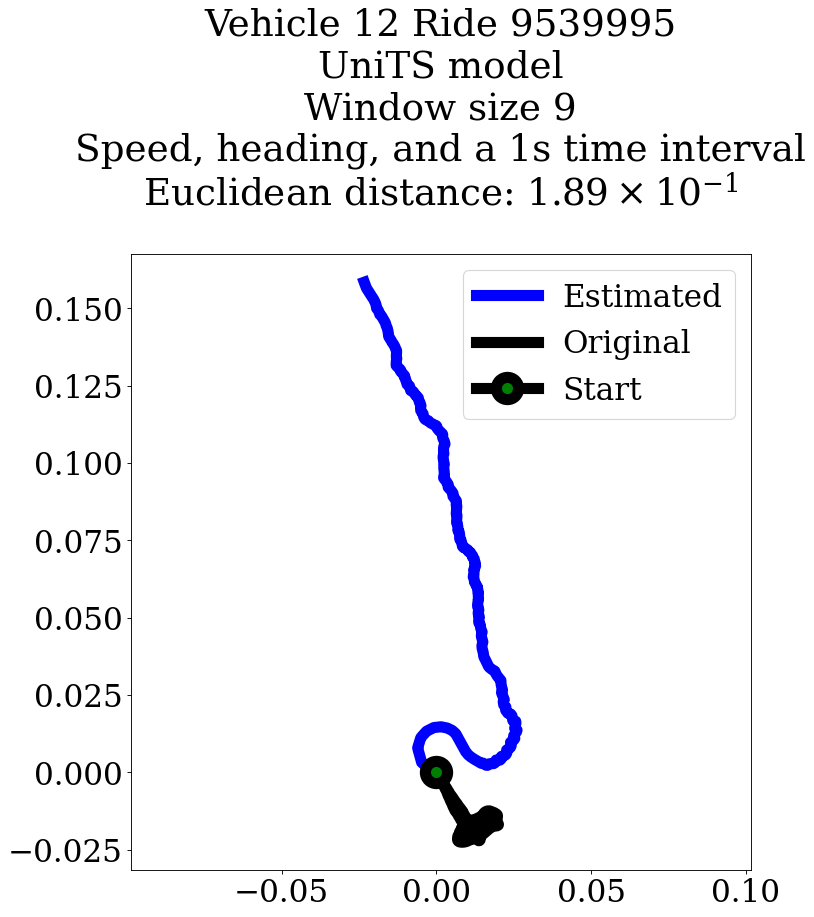 Vehicle 12 Ride 9539995
UniTS model
Window size 9
Speed, heading, and a 1s time interval
Euclidean distance: 1.89 × 10⁻¹
Estimated
Original
Start
0.150
0.125
0.100
0.075
0.050
0.025
0.000
−0.025
−0.05 0.00 0.05 0.10